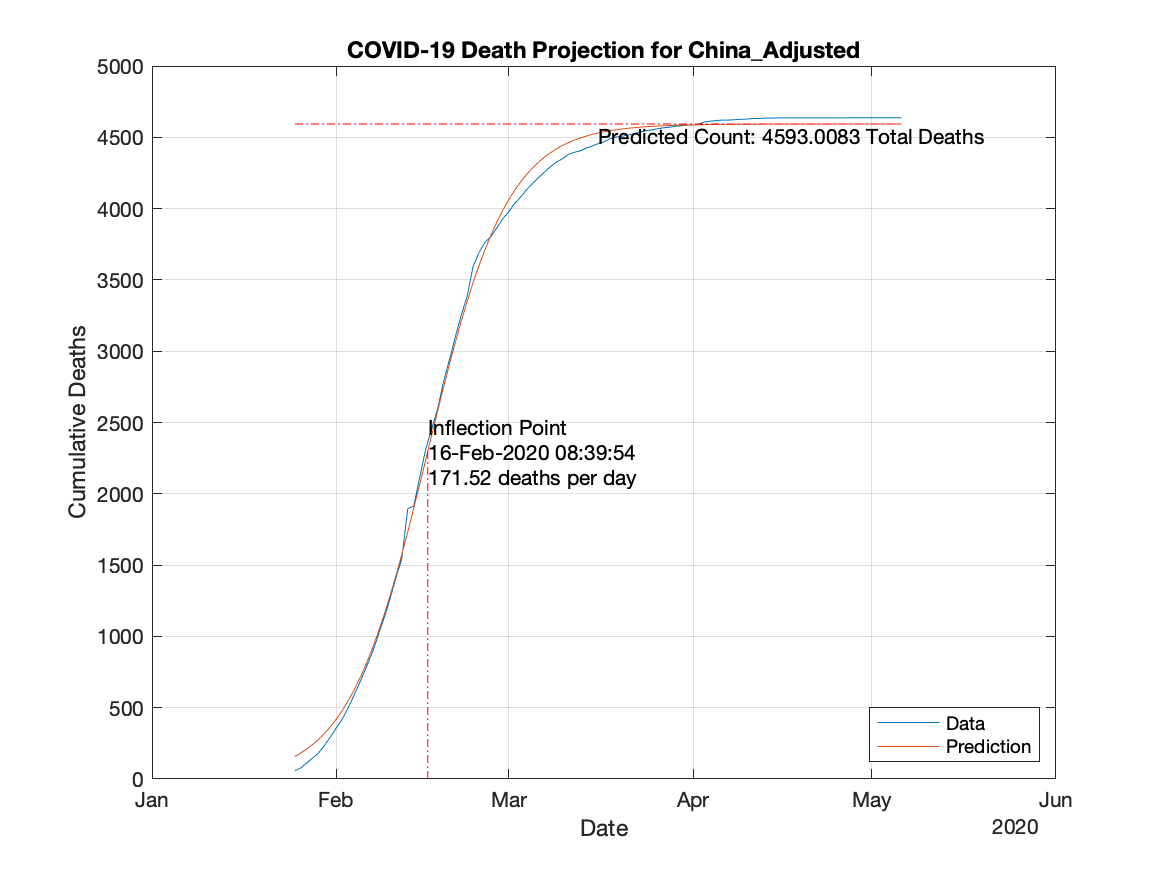 COVID-19 Death Projection for China_Adjusted
5000
4500
4000
3500
3000
2500
2000
1500
1000
500
0
Cumulative Deaths
Predicted Count: 4593.0083 Total Deaths
Inflection Point
16-Feb-2020 08:39:54
171.52 deaths per day
Data
Prediction
Jan Feb Mar Apr May Jun
Date
2020